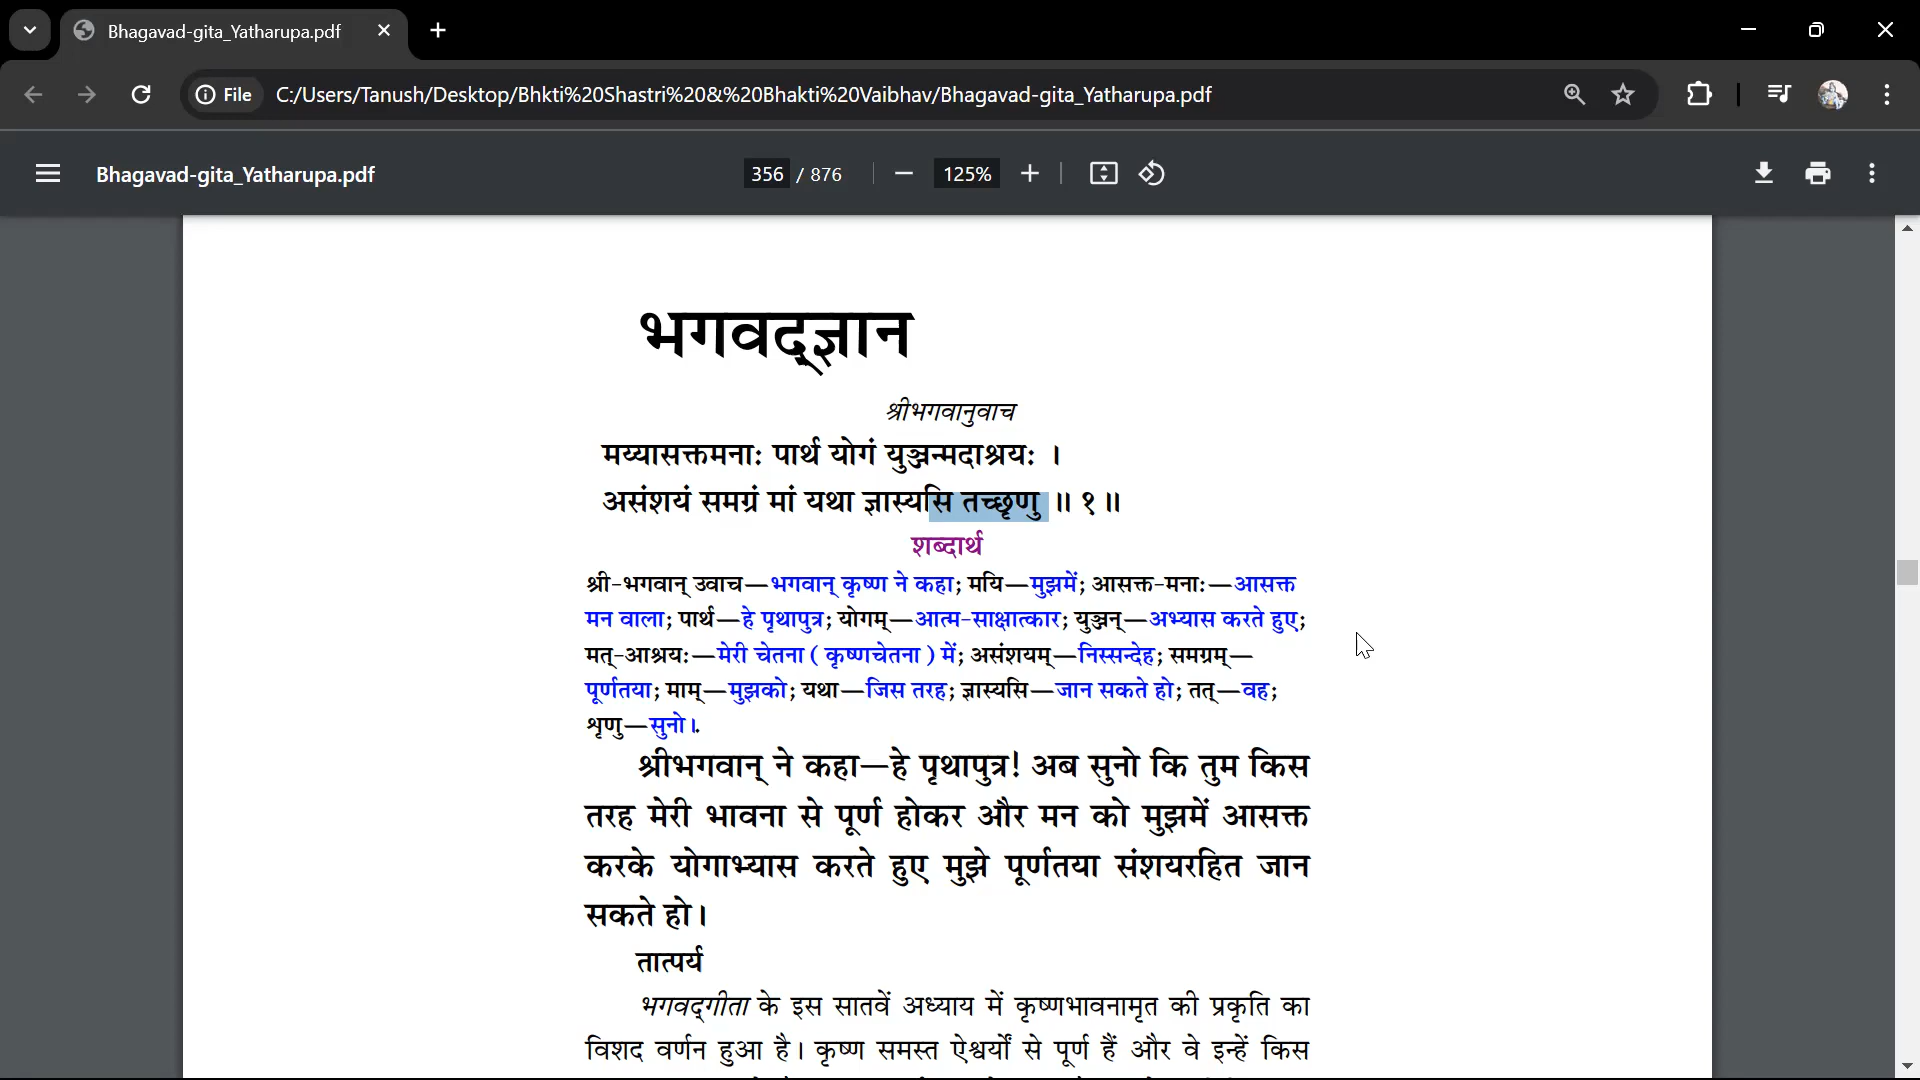 Bhagavad-gita_Yatharupa.pdf
File C:/Users/Tanush/Desktop/Bhkti%20Shastri%20&%20Bhakti%20Vaibhav/Bhagavad-gita_Yatharupa.pdf
Bhagavad-gita_Yatharupa.pdf 356 / 876 125%
भगवद्ज्ञान
श्रीभगवानुवाच
मय्यासक्तमनाः पार्थ योगं युञ्जन्मदाश्रयः ।
असंशयं समग्रं मां यथा ज्ञास्यसि तच्छृणु ॥ १ ॥
शब्दार्थ
श्री-भगवान् उवाच—भगवान् कृष्ण ने कहा; मयि—मुझमें; आसक्त-मनाः—आसक्त
मन वाला; पार्थ—हे पृथापुत्र; योगम्—आत्म-साक्षात्कार; युञ्जन्—अभ्यास करते हुए;
मत्-आश्रयः—मेरी चेतना ( कृष्णचेतना ) में; असंशयम्—निस्सन्देह; समग्रम्—
पूर्णतया; माम्—मुझको; यथा—जिस तरह; ज्ञास्यसि—जान सकते हो; तत्—वह;
शृणु—सुनो।.
श्रीभगवान् ने कहा—हे पृथापुत्र! अब सुनो कि तुम किस
तरह मेरी भावना से पूर्ण होकर और मन को मुझमें आसक्त
करके योगाभ्यास करते हुए मुझे पूर्णतया संशयरहित जान
सकते हो।
तात्पर्य
भगवद्गीता के इस सातवें अध्याय में कृष्णभावनामृत की प्रकृति का
विशद वर्णन हुआ है। कृष्ण समस्त ऐश्वर्यों से पूर्ण हैं और वे इन्हें किस